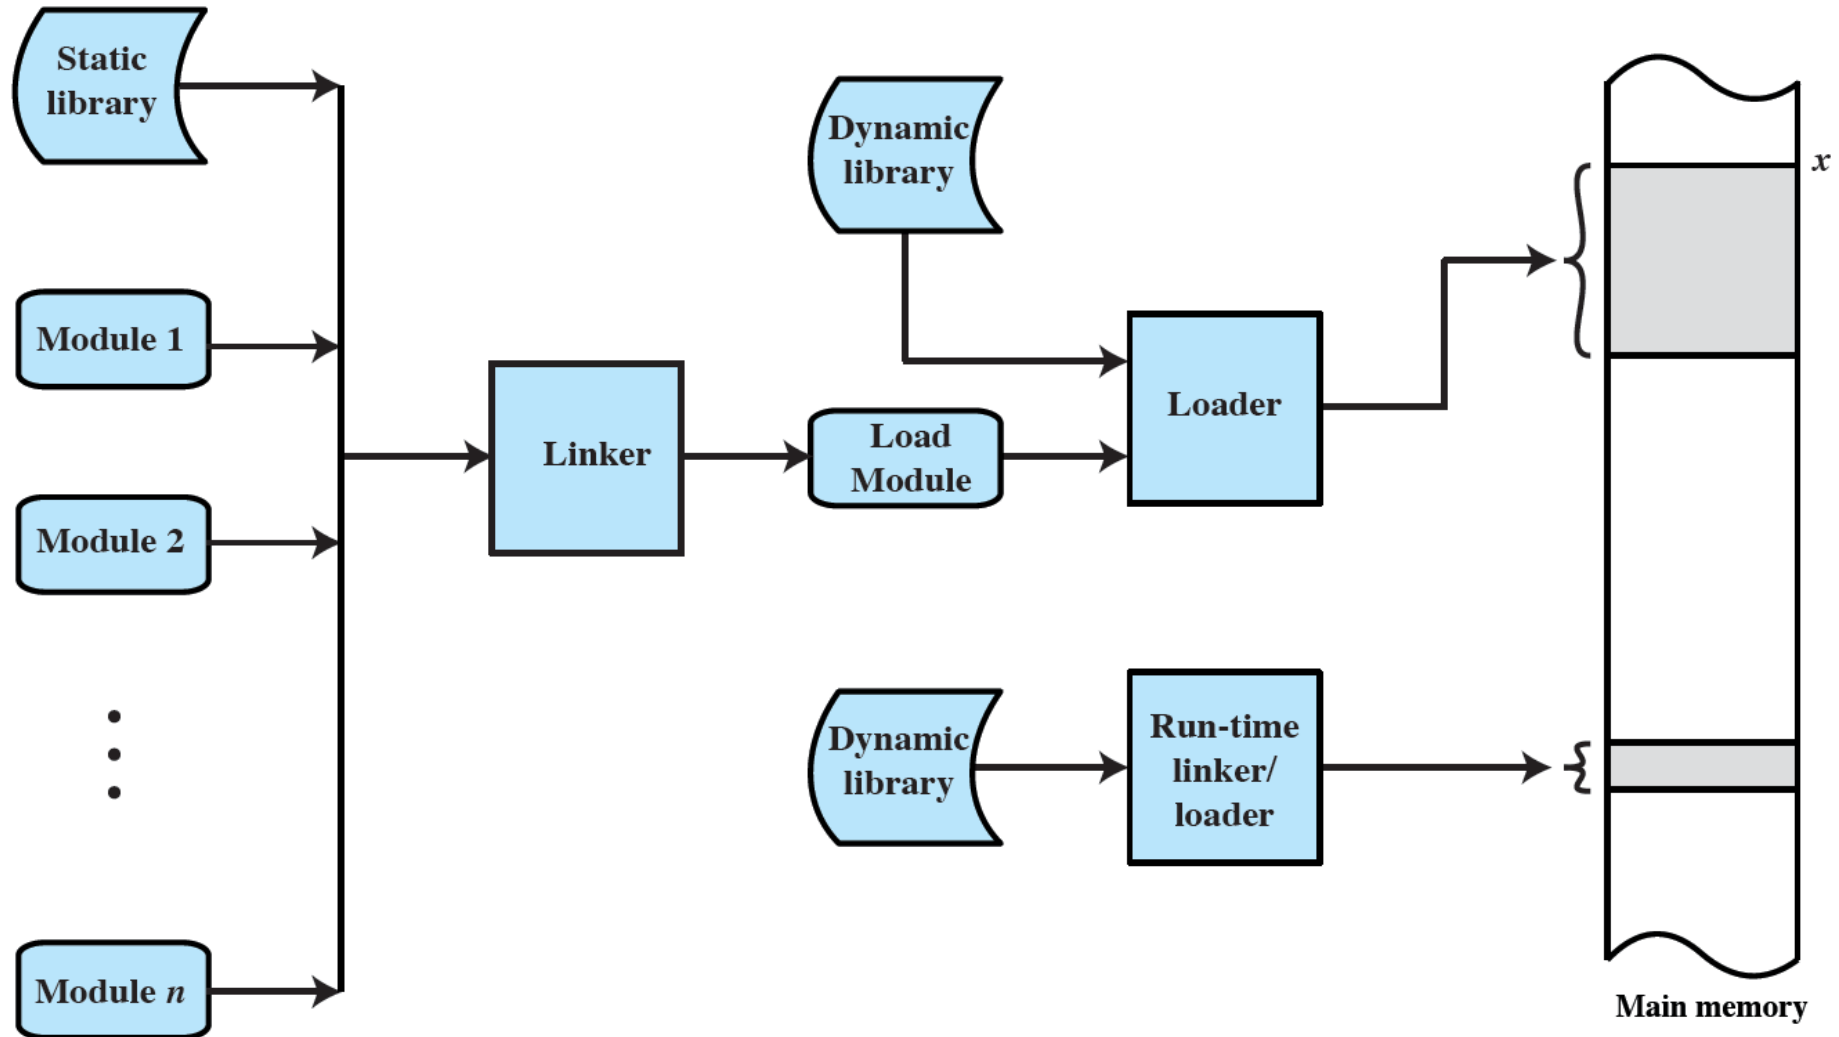 Static
library
Module 1
Module 2
Module n
Linker
Dynamic
library
Load
Module
Loader
Dynamic
library
Run-time
linker/
loader
x
Main memory